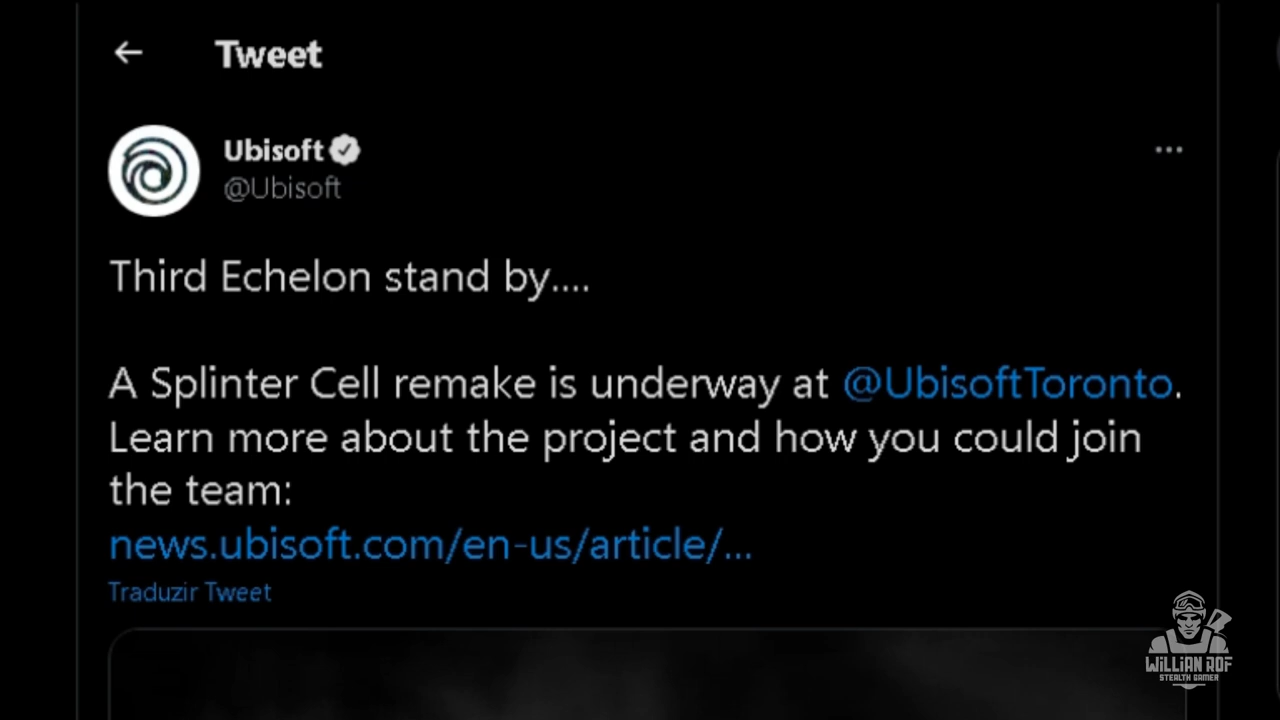 Tweet
Ubisoft
@Ubisoft
Third Echelon stand by....
A Splinter Cell remake is underway at @UbisoftToronto.
Learn more about the project and how you could join
the team:
news.ubisoft.com/en-us/article/...
Traduzir Tweet
WILLIAN ROF
STEALTH GAMER